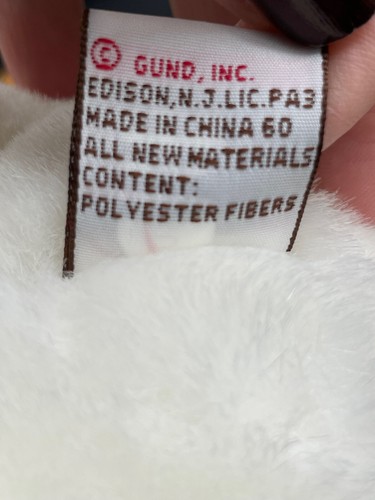 © GUND, INC.
EDISON, N.J. LIC. PA3
MADE IN CHINA 60
ALL NEW MATERIALS
CONTENT:
POLYESTER FIBERS